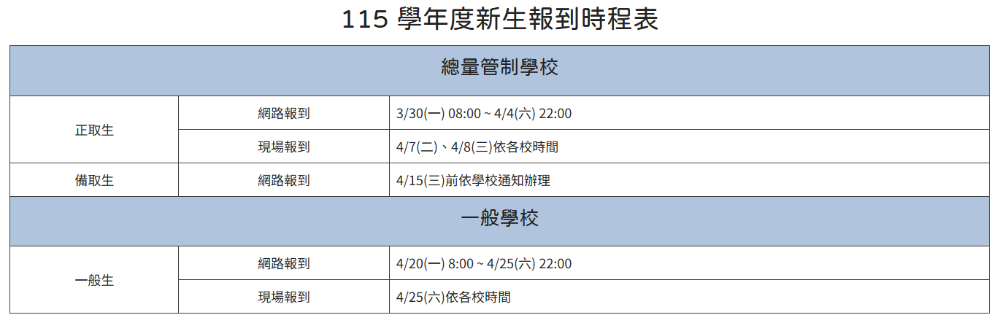 115 學年度新生報到時程表
總量管制學校
正取生
網路報到
3/30(一) 08:00 ~ 4/4(六) 22:00
現場報到
4/7(二)、4/8(三)依各校時間
備取生
網路報到
4/15(三)前依學校通知辦理
一般學校
一般生
網路報到
4/20(一) 8:00 ~ 4/25(六) 22:00
現場報到
4/25(六)依各校時間